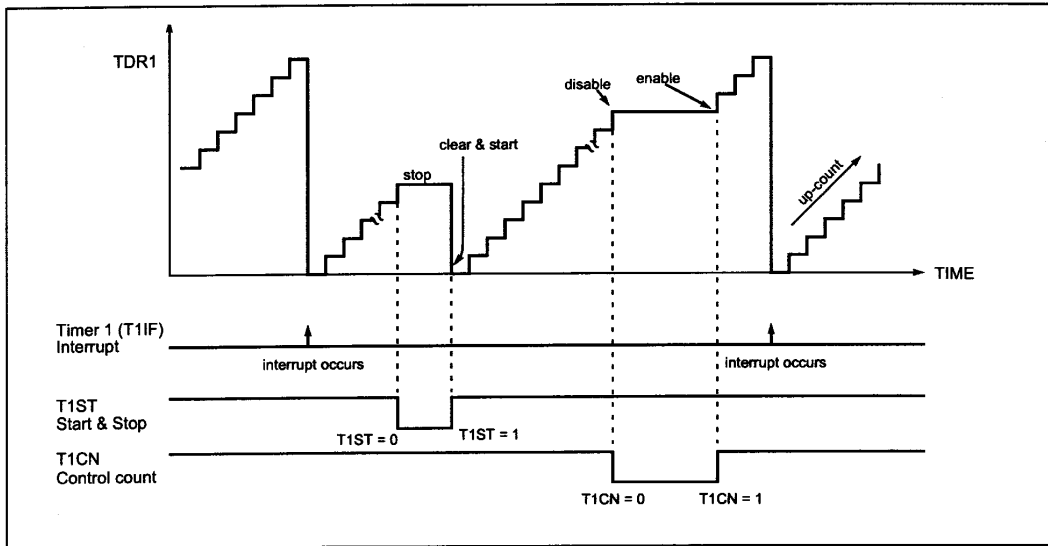 TDR1
disable
enable
clear & start
stop
up-count
TIME
Timer 1 (T1IF)
Interrupt
interrupt occurs
interrupt occurs
T1ST
Start & Stop
T1ST = 0
T1ST = 1
T1CN
Control count
T1CN = 0
T1CN = 1